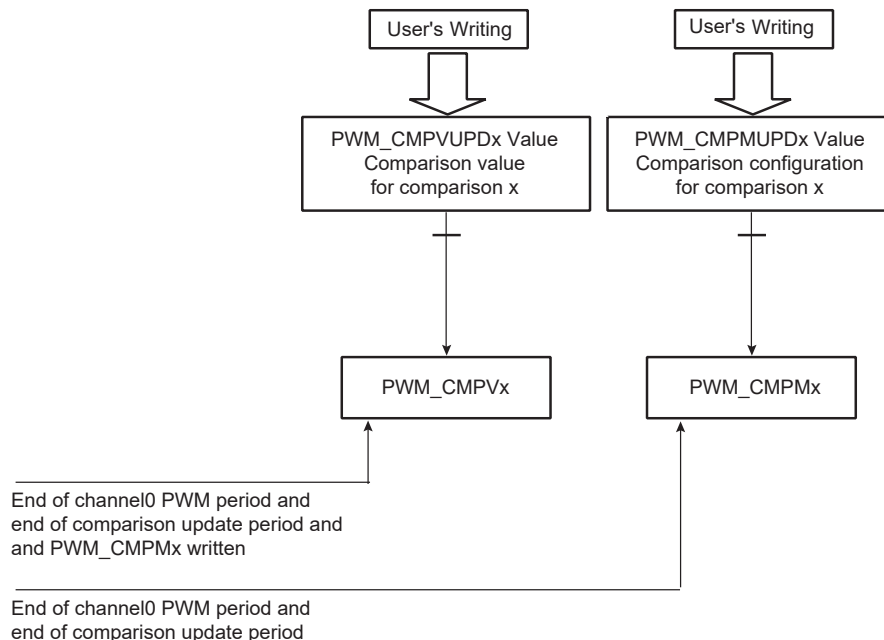 User's Writing
User's Writing
PWM_CMPVUPDx Value
Comparison value
for comparison x
PWM_CMPMUPDx Value
Comparison configuration
for comparison x
PWM_CMPVx
PWM_CMPMx
End of channel0 PWM period and
end of comparison update period and
and PWM_CMPMx written
End of channel0 PWM period and
end of comparison update period